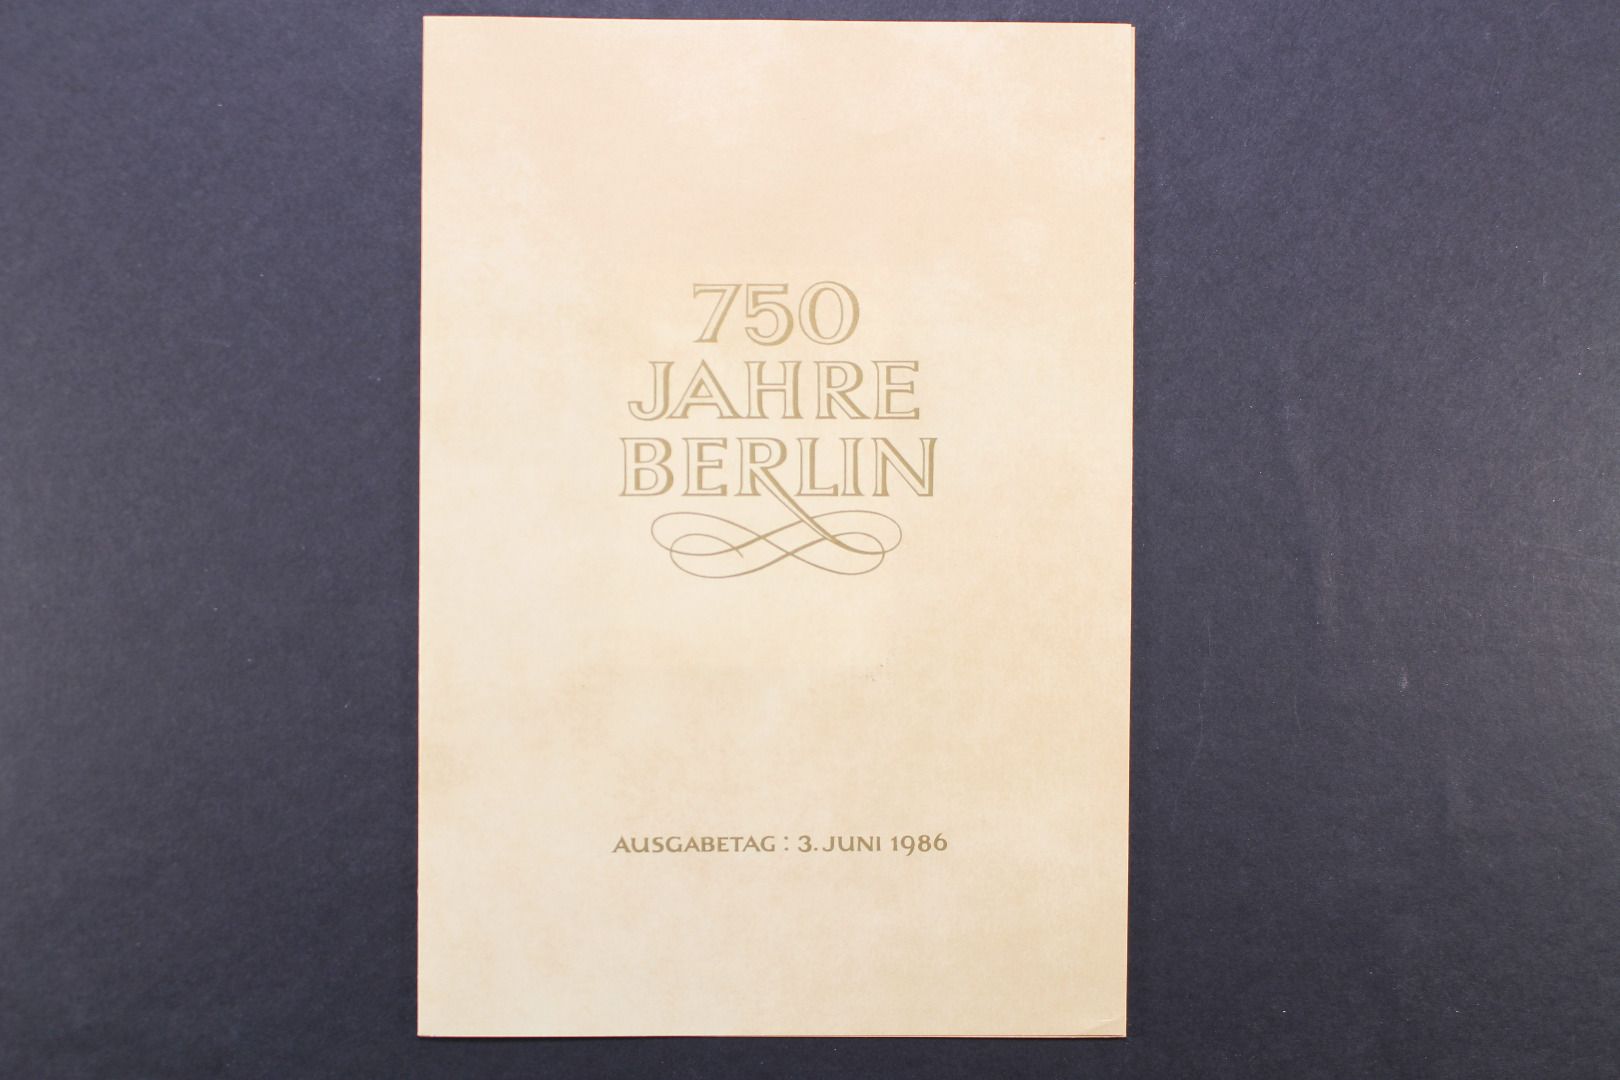 750
JAHRE
BERLIN
AUSGABETAG: 3. JUNI 1986